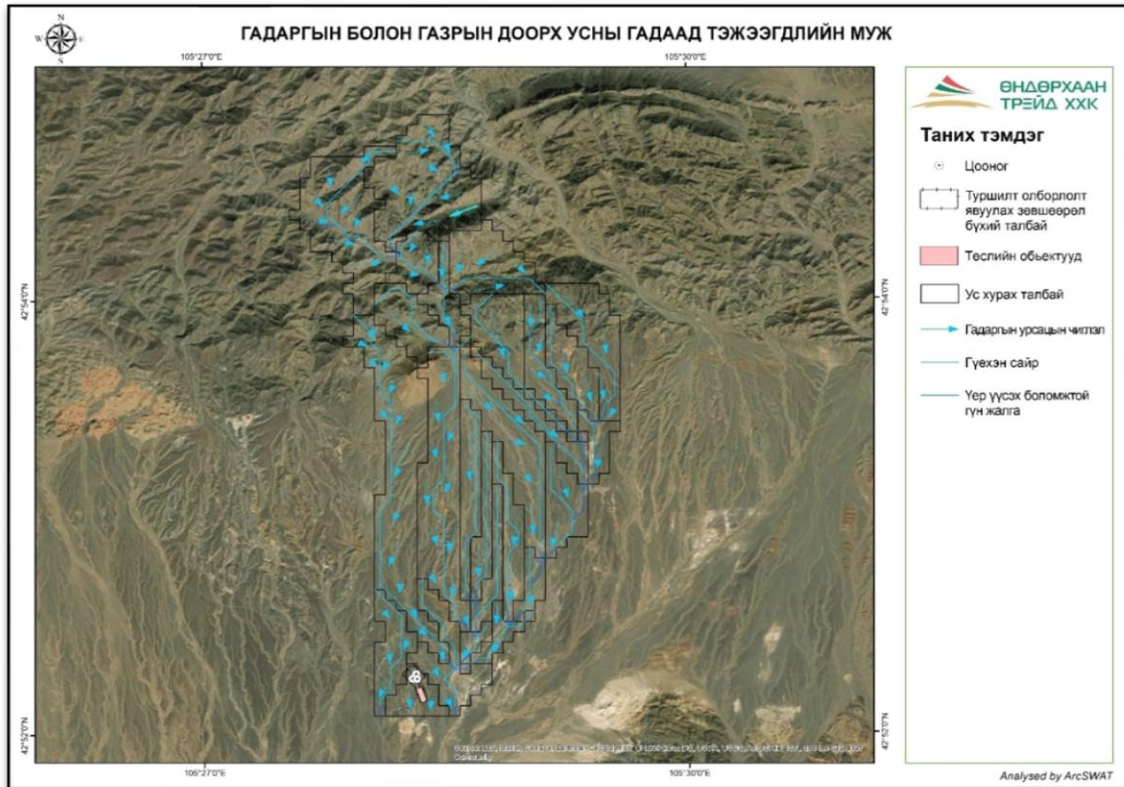 ГАДАРГЫН БОЛОН ГАЗРЫН ДООРХ УСНЫ ГАДААД ТЭЖЭЭГДЛИЙН МУЖ
N
W
E
S
105°27'0"E
105°30'0"E
42°54'0"N
42°54'0"N
42°52'0"N
42°52'0"N
105°27'0"E
105°30'0"E
ӨНДӨРХААН
ТРЕЙД ХХК
Таних тэмдэг
Цооног
Туршилт олборлолт
явуулах зөвшөөрөл
бүхий талбай
Төслийн обьектууд
Ус хурах талбай
Гадаргын урсацын чиглэл
Гүехэн сайр
Үер үүсэх боломжтой
гүн жалга
Community
Analysed by ArcSWAT